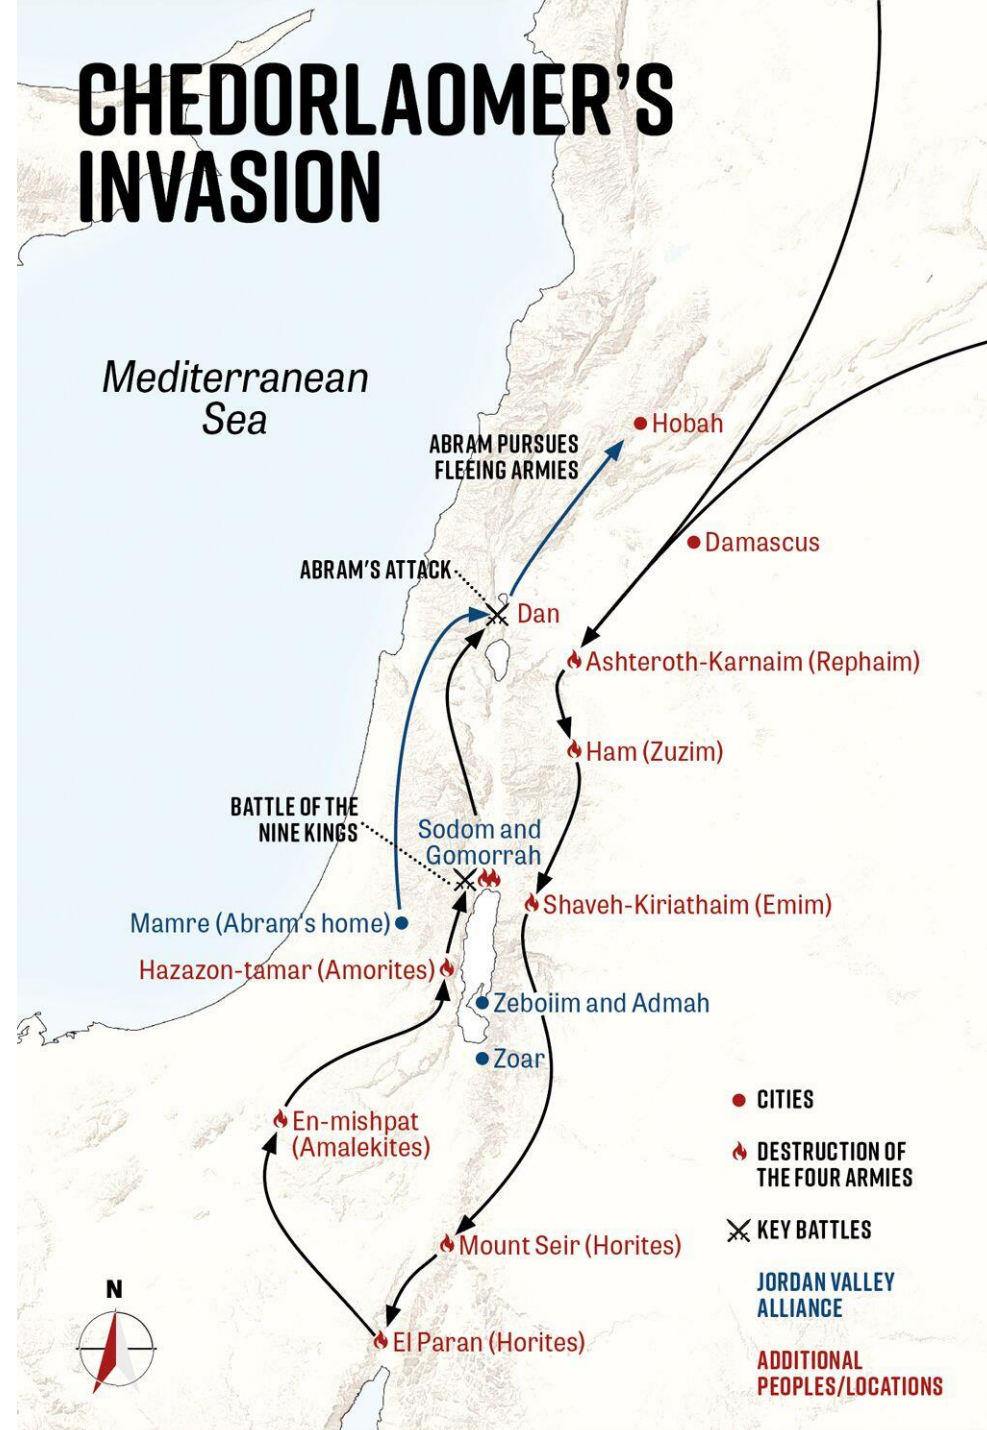 CHEDORLAOMER'S
INVASION
Mediterranean
Sea
Hobah
ABRAM PURSUES
FLEEING ARMIES
Damascus
ABRAM'S ATTACK
Dan
Ashteroth-Karnaim (Rephaim)
Ham (Zuzim)
BATTLE OF THE
NINE KINGS
Sodom and
Gomorrah
Shaveh-Kiriathaim (Emim)
Mamre (Abram's home)
Hazazon-tamar (Amorites)
Zeboiim and Admah
Zoar
En-mishpat
(Amalekites)
Mount Seir (Horites)
El Paran (Horites)
CITIES
DESTRUCTION OF
THE FOUR ARMIES
KEY BATTLES
JORDAN VALLEY
ALLIANCE
ADDITIONAL
PEOPLES/LOCATIONS
N